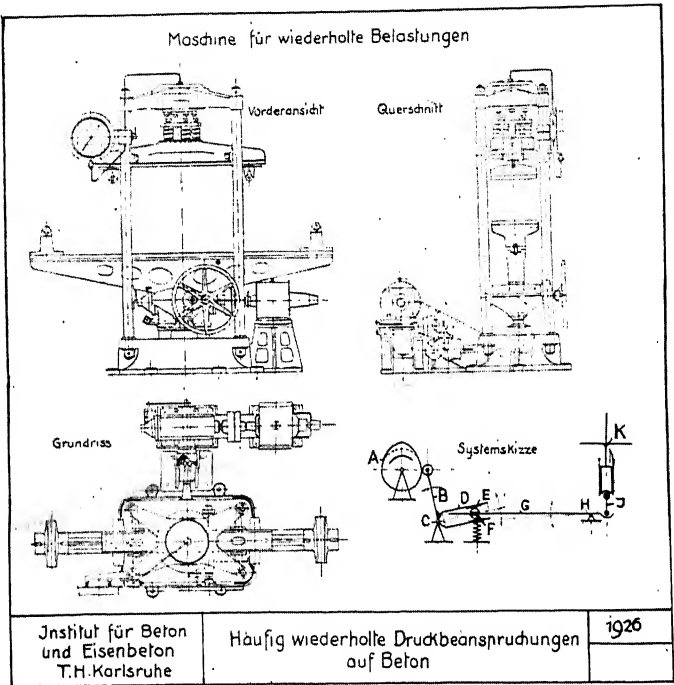 Maschine für wiederholte Belastungen
Vorderansicht
Querschnitt
Grundriss
Systemskizze
A
B
C
D
E
F
G
H
J
K
Jnstitut für Beton
und Eisenbeton
T.H.Karlsruhe
Häufig wiederholte Druckbeanspruchungen
auf Beton
1926